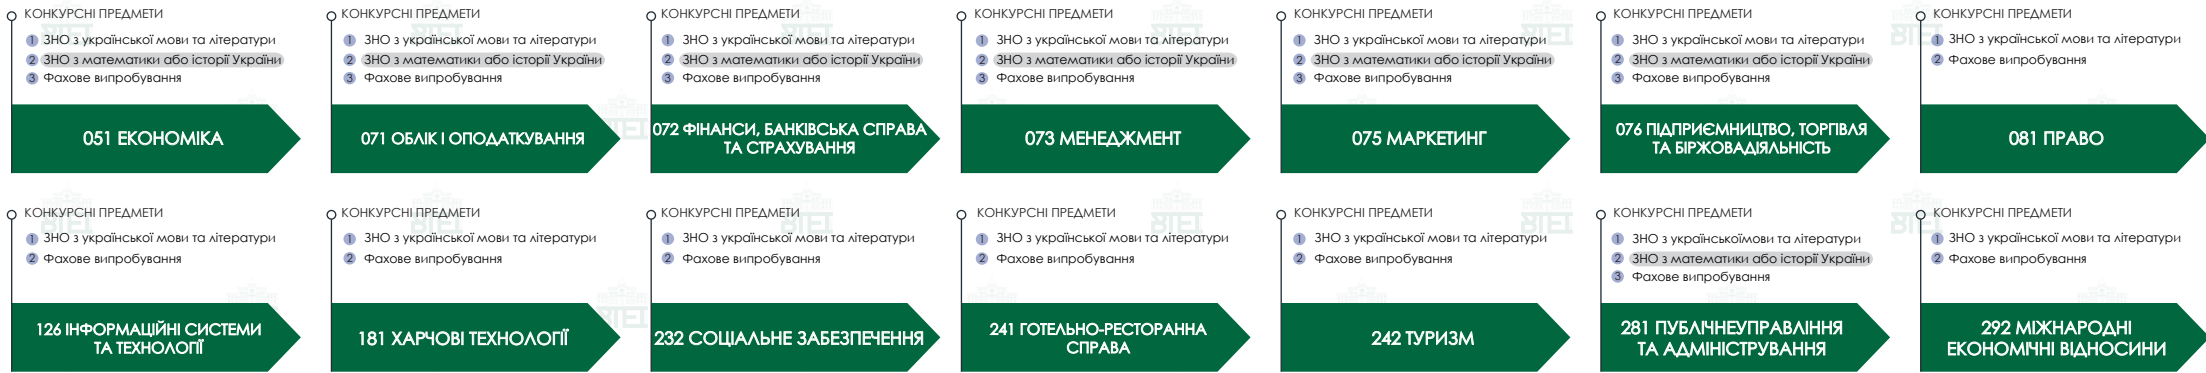 КОНКУРСНІ ПРЕДМЕТИ
1 ЗНО з української мови та літератури
2 ЗНО з математики або історії України
3 Фахове випробування
051 ЕКОНОМІКА
КОНКУРСНІ ПРЕДМЕТИ
1 ЗНО з української мови та літератури
2 ЗНО з математики або історії України
3 Фахове випробування
071 ОБЛІК І ОПОДАТКУВАННЯ
КОНКУРСНІ ПРЕДМЕТИ
1 ЗНО з української мови та літератури
2 ЗНО з математики або історії України
3 Фахове випробування
072 ФІНАНСИ, БАНКІВСЬКА СПРАВА
ТА СТРАХУВАННЯ
КОНКУРСНІ ПРЕДМЕТИ
1 ЗНО з української мови та літератури
2 ЗНО з математики або історії України
3 Фахове випробування
073 МЕНЕДЖМЕНТ
КОНКУРСНІ ПРЕДМЕТИ
1 ЗНО з української мови та літератури
2 ЗНО з математики або історії України
3 Фахове випробування
075 МАРКЕТИНГ
КОНКУРСНІ ПРЕДМЕТИ
1 ЗНО з української мови та літератури
2 ЗНО з математики або історії України
3 Фахове випробування
076 ПІДПРИЄМНИЦТВО, ТОРГІВЛЯ
ТА БІРЖОВАДІЯЛЬНІСТЬ
КОНКУРСНІ ПРЕДМЕТИ
1 ЗНО з української мови та літератури
2 Фахове випробування
081 ПРАВО
КОНКУРСНІ ПРЕДМЕТИ
1 ЗНО з української мови та літератури
2 Фахове випробування
126 ІНФОРМАЦІЙНІ СИСТЕМИ
ТА ТЕХНОЛОГІЇ
КОНКУРСНІ ПРЕДМЕТИ
1 ЗНО з української мови та літератури
2 Фахове випробування
181 ХАРЧОВІ ТЕХНОЛОГІЇ
КОНКУРСНІ ПРЕДМЕТИ
1 ЗНО з української мови та літератури
2 Фахове випробування
232 СОЦІАЛЬНЕ ЗАБЕЗПЕЧЕННЯ
КОНКУРСНІ ПРЕДМЕТИ
1 ЗНО з української мови та літератури
2 Фахове випробування
241 ГОТЕЛЬНО-РЕСТОРАННА
СПРАВА
КОНКУРСНІ ПРЕДМЕТИ
1 ЗНО з української мови та літератури
2 Фахове випробування
242 ТУРИЗМ
КОНКУРСНІ ПРЕДМЕТИ
1 ЗНО з українськоїмови та літератури
2 ЗНО з математики або історії України
3 Фахове випробування
281 ПУБЛІЧНЕУПРАВЛІННЯ
ТА АДМІНІСТРУВАННЯ
КОНКУРСНІ ПРЕДМЕТИ
1 ЗНО з української мови та літератури
2 Фахове випробування
292 МІЖНАРОДНІ
ЕКОНОМІЧНІ ВІДНОСИНИ